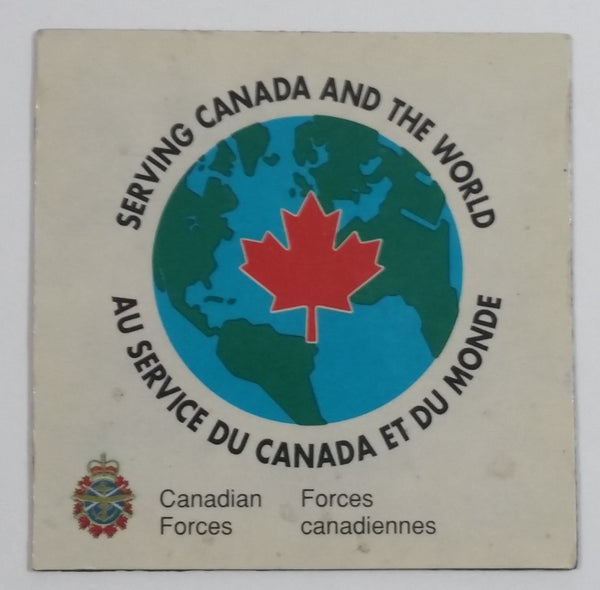 SERVING CANADA AND THE WORLD
AU SERVICE DU CANADA ET DU MONDE
Canadian Forces
Forces canadiennes